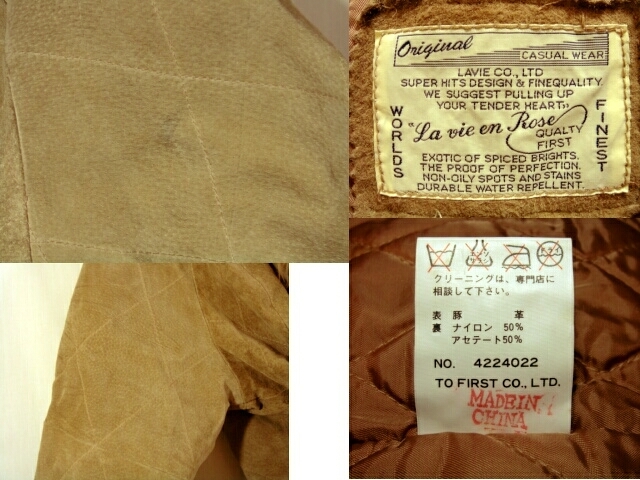 Original
CASUAL WEAR
LAVIE CO., LTD
SUPER HITS DESIGN & FINEQUALITY.
WE SUGGEST PULLING UP
YOUR TENDER HEART»
WORLDS
"La vie en Rose
QUALTY
FIRST
FINEST
EXOTIC OF SPICED BRIGHTS.
THE PROOF OF PERFECTION.
NON-OILY SPOTS AND STAINS
DURABLE WATER REPELLENT.
クリーニングは、専門店に
相談して下さい。
表 豚 革
裏 ナイロン 50%
アセテート50%
NO. 4224022
TO FIRST CO., LTD.
MADE IN
CHINA